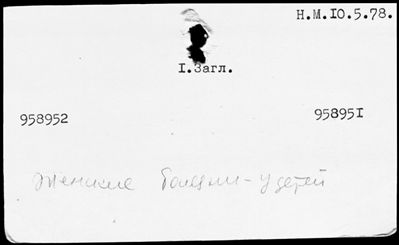 Н.М.10.5.78.
I.Загл.
958952 958951
Женские болезни - у детей